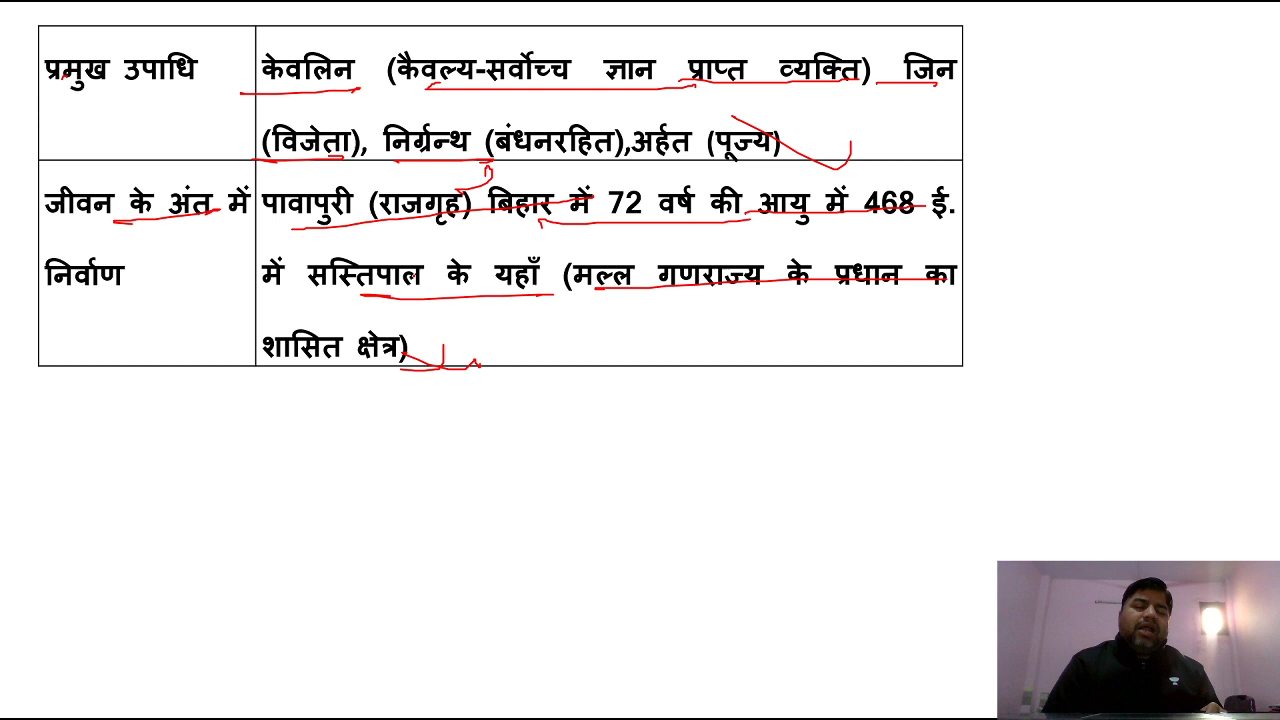 प्रमुख उपाधि
केवलिन (कैवल्य-सर्वोच्च ज्ञान प्राप्त व्यक्ति) जिन
(विजेता), निर्ग्रन्थ (बंधनरहित),अर्हत (पूज्य)
जीवन के अंत में
निर्वाण
पावापुरी (राजगृह) बिहार में 72 वर्ष की आयु में 468 ई.
में सस्तिपाल के यहाँ (मल्ल गणराज्य के प्रधान का
शासित क्षेत्र)